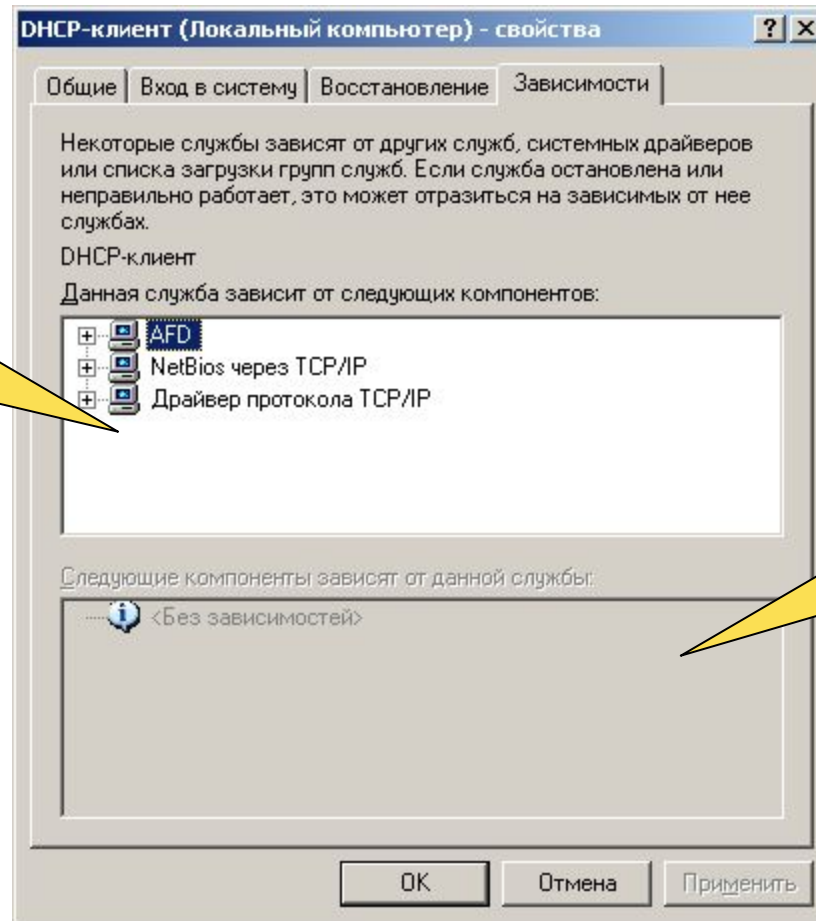 DHCP-клиент (Локальный компьютер) - свойства
Общие Вход в систему Восстановление Зависимости
Некоторые службы зависят от других служб, системных драйверов
или списка загрузки групп служб. Если служба остановлена или
неправильно работает, это может отразиться на зависимых от нее
службах.
DHCP-клиент
Данная служба зависит от следующих компонентов:
AFD
NetBios через TCP/IP
Драйвер протокола TCP/IP
Следующие компоненты зависят от данной службы:
<Без зависимостей>
OK Отмена Применить